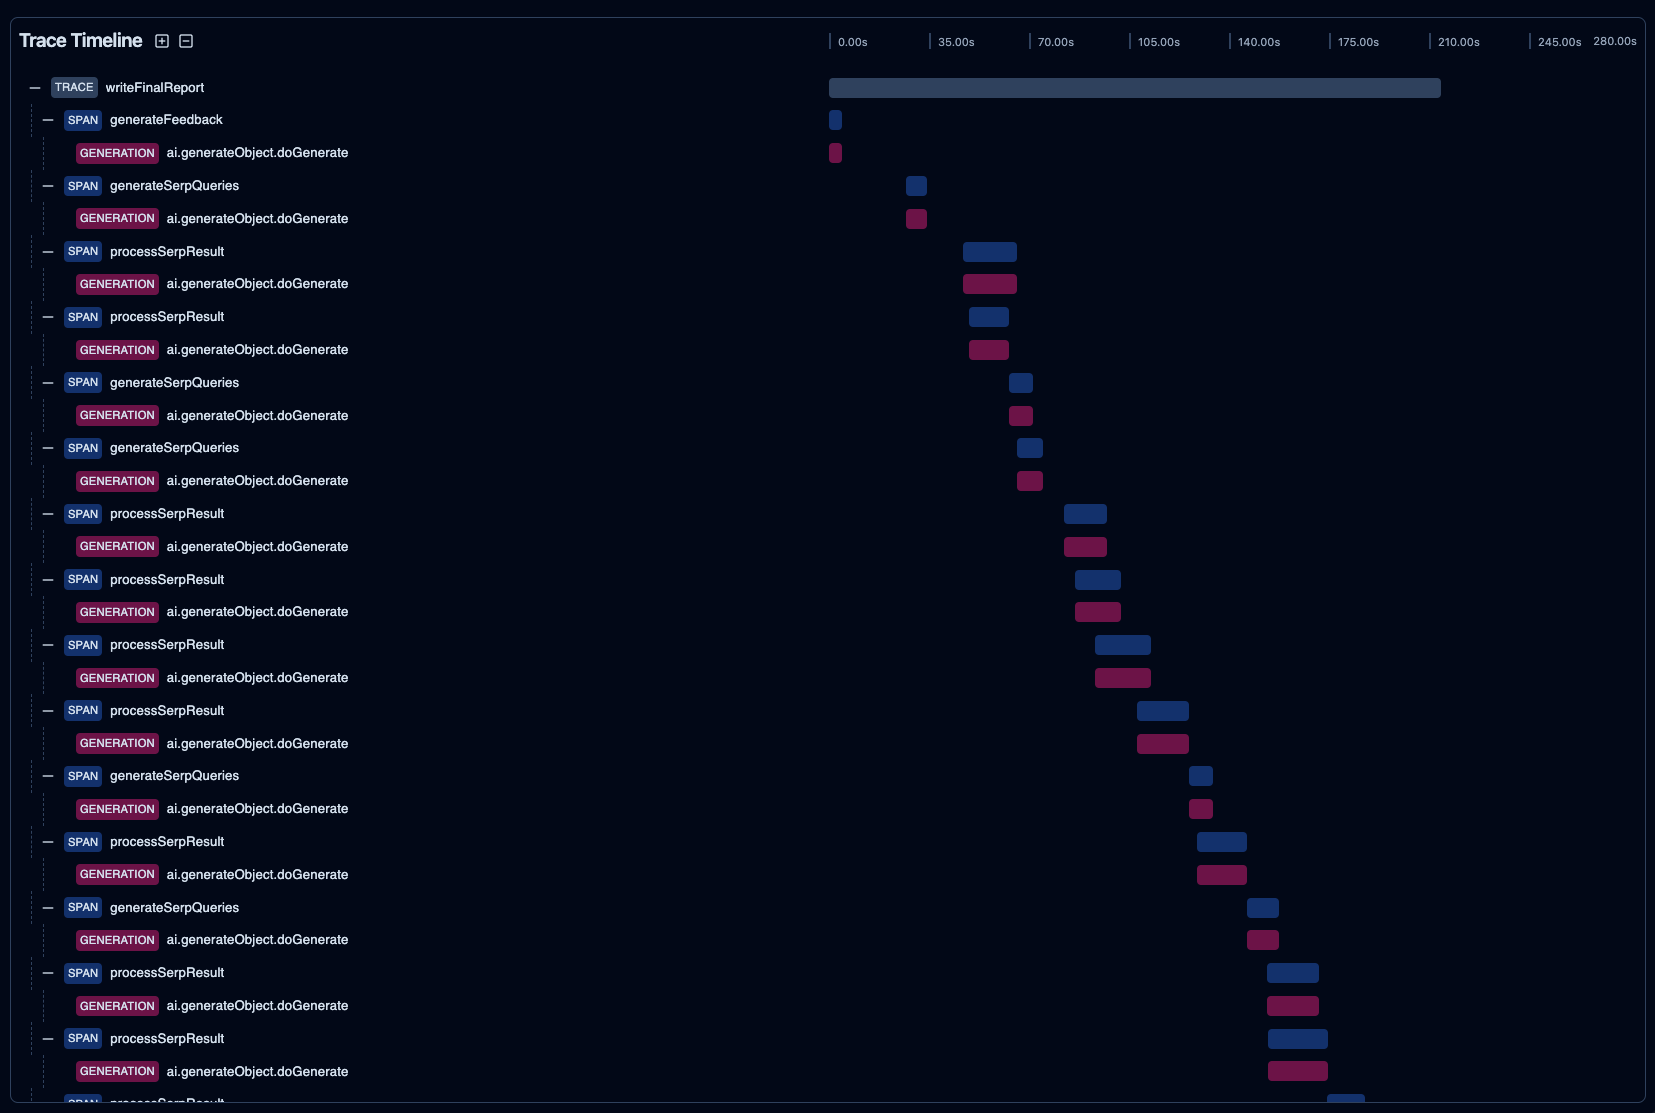 Trace Timeline
0.00s 35.00s 70.00s 105.00s 140.00s 175.00s 210.00s 245.00s 280.00s
TRACE writeFinalReport
SPAN generateFeedback
GENERATION ai.generateObject.doGenerate
SPAN generateSerpQueries
GENERATION ai.generateObject.doGenerate
SPAN processSerpResult
GENERATION ai.generateObject.doGenerate
SPAN processSerpResult
GENERATION ai.generateObject.doGenerate
SPAN generateSerpQueries
GENERATION ai.generateObject.doGenerate
SPAN generateSerpQueries
GENERATION ai.generateObject.doGenerate
SPAN processSerpResult
GENERATION ai.generateObject.doGenerate
SPAN processSerpResult
GENERATION ai.generateObject.doGenerate
SPAN processSerpResult
GENERATION ai.generateObject.doGenerate
SPAN processSerpResult
GENERATION ai.generateObject.doGenerate
SPAN generateSerpQueries
GENERATION ai.generateObject.doGenerate
SPAN processSerpResult
GENERATION ai.generateObject.doGenerate
SPAN generateSerpQueries
GENERATION ai.generateObject.doGenerate
SPAN processSerpResult
GENERATION ai.generateObject.doGenerate
SPAN processSerpResult
GENERATION ai.generateObject.doGenerate
SPAN processSerpResult